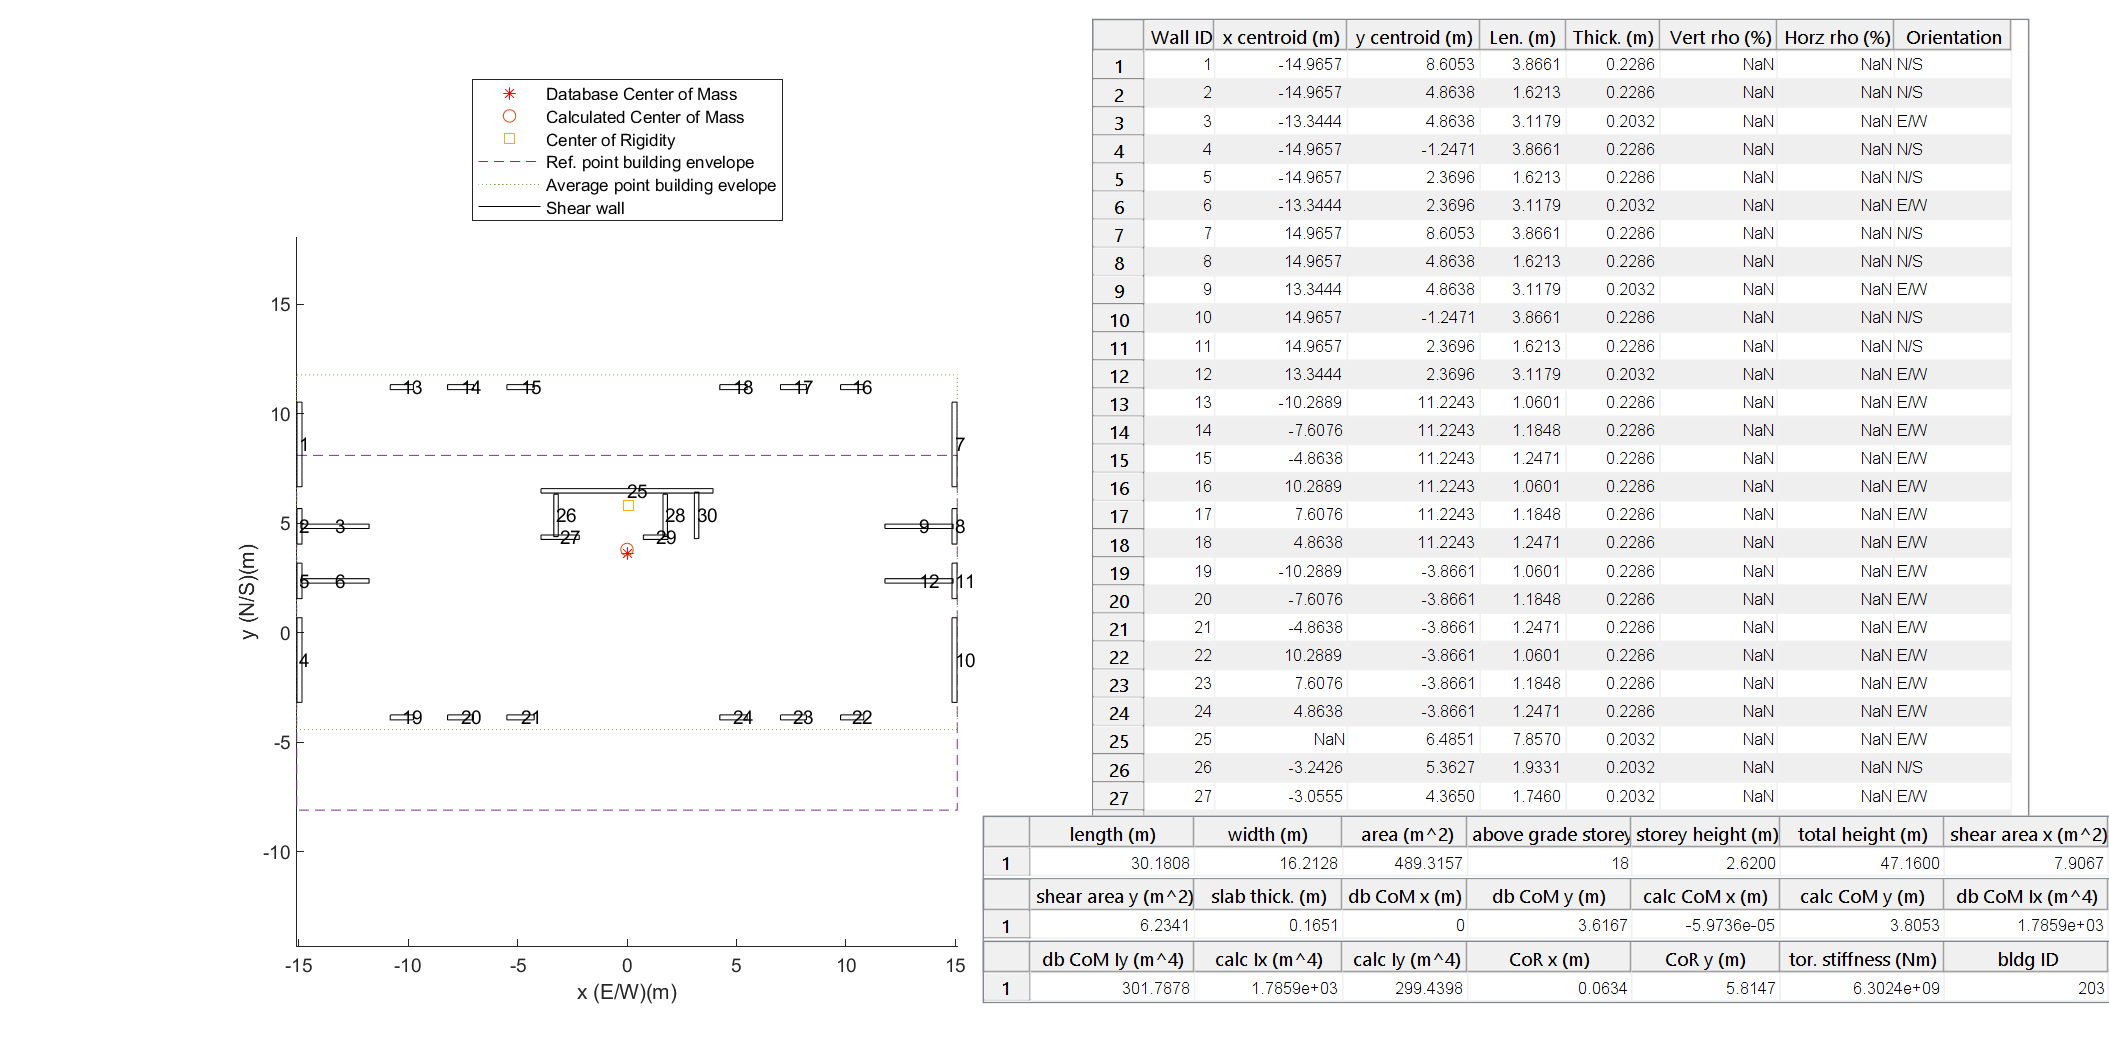 Database Center of Mass
Calculated Center of Mass
Center of Rigidity
Ref. point building envelope
Average point building evelope
Shear wall
15
10
5
0
-5
-10
y (N/S)(m)
-15 -10 -5 0 5 10 15
x (E/W)(m)
13 14 15 18 17 16
1 7
25
26 28 30
2 3 9 8
27 29
5 6 12 11
4 10
19 20 21 24 23 22
Wall ID x centroid (m) y centroid (m) Len. (m) Thick. (m) Vert rho (%) Horz rho (%) Orientation
1 1 -14.9657 8.6053 3.8661 0.2286 NaN NaN N/S
2 2 -14.9657 4.8638 1.6213 0.2286 NaN NaN N/S
3 3 -13.3444 4.8638 3.1179 0.2032 NaN NaN E/W
4 4 -14.9657 -1.2471 3.8661 0.2286 NaN NaN N/S
5 5 -14.9657 2.3696 1.6213 0.2286 NaN NaN N/S
6 6 -13.3444 2.3696 3.1179 0.2032 NaN NaN E/W
7 7 14.9657 8.6053 3.8661 0.2286 NaN NaN N/S
8 8 14.9657 4.8638 1.6213 0.2286 NaN NaN N/S
9 9 13.3444 4.8638 3.1179 0.2032 NaN NaN E/W
10 10 14.9657 -1.2471 3.8661 0.2286 NaN NaN N/S
11 11 14.9657 2.3696 1.6213 0.2286 NaN NaN N/S
12 12 13.3444 2.3696 3.1179 0.2032 NaN NaN E/W
13 13 -10.2889 11.2243 1.0601 0.2286 NaN NaN E/W
14 14 -7.6076 11.2243 1.1848 0.2286 NaN NaN E/W
15 15 -4.8638 11.2243 1.2471 0.2286 NaN NaN E/W
16 16 10.2889 11.2243 1.0601 0.2286 NaN NaN E/W
17 17 7.6076 11.2243 1.1848 0.2286 NaN NaN E/W
18 18 4.8638 11.2243 1.2471 0.2286 NaN NaN E/W
19 19 -10.2889 -3.8661 1.0601 0.2286 NaN NaN E/W
20 20 -7.6076 -3.8661 1.1848 0.2286 NaN NaN E/W
21 21 -4.8638 -3.8661 1.2471 0.2286 NaN NaN E/W
22 22 10.2889 -3.8661 1.0601 0.2286 NaN NaN E/W
23 23 7.6076 -3.8661 1.1848 0.2286 NaN NaN E/W
24 24 4.8638 -3.8661 1.2471 0.2286 NaN NaN E/W
25 25 NaN 6.4851 7.8570 0.2032 NaN NaN E/W
26 26 -3.2426 5.3627 1.9331 0.2032 NaN NaN N/S
27 27 -3.0555 4.3650 1.7460 0.2032 NaN NaN E/W
length (m) width (m) area (m^2) above grade storey storey height (m) total height (m) shear area x (m^2)
1 30.1808 16.2128 489.3157 18 2.6200 47.1600 7.9067
shear area y (m^2) slab thick. (m) db CoM x (m) db CoM y (m) calc CoM x (m) calc CoM y (m) db CoM Ix (m^4)
1 6.2341 0.1651 0 3.6167 -5.9736e-05 3.8053 1.7859e+03
db CoM Iy (m^4) calc Ix (m^4) calc Iy (m^4) CoR x (m) CoR y (m) tor. stiffness (Nm) bldg ID
1 301.7878 1.7859e+03 299.4398 0.0634 5.8147 6.3024e+09 203